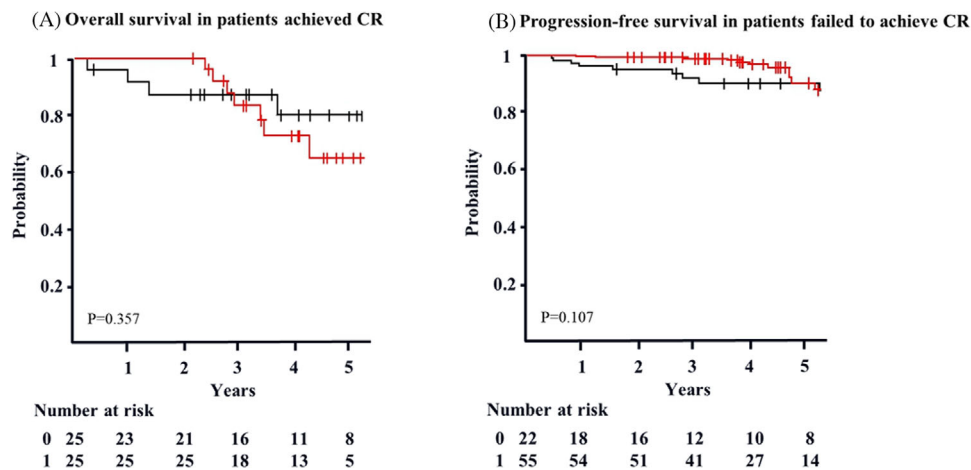 (A) Overall survival in patients achieved CR
1
0.8
0.6
0.4
0.2
Probability
P=0.357
1 2 3 4 5
Years
Number at risk
0 25 23 21 16 11 8
1 25 25 25 18 13 5
(B) Progression-free survival in patients failed to achieve CR
1
0.8
0.6
0.4
0.2
Probability
P=0.107
1 2 3 4 5
Years
Number at risk
0 22 18 16 12 10 8
1 55 54 51 41 27 14